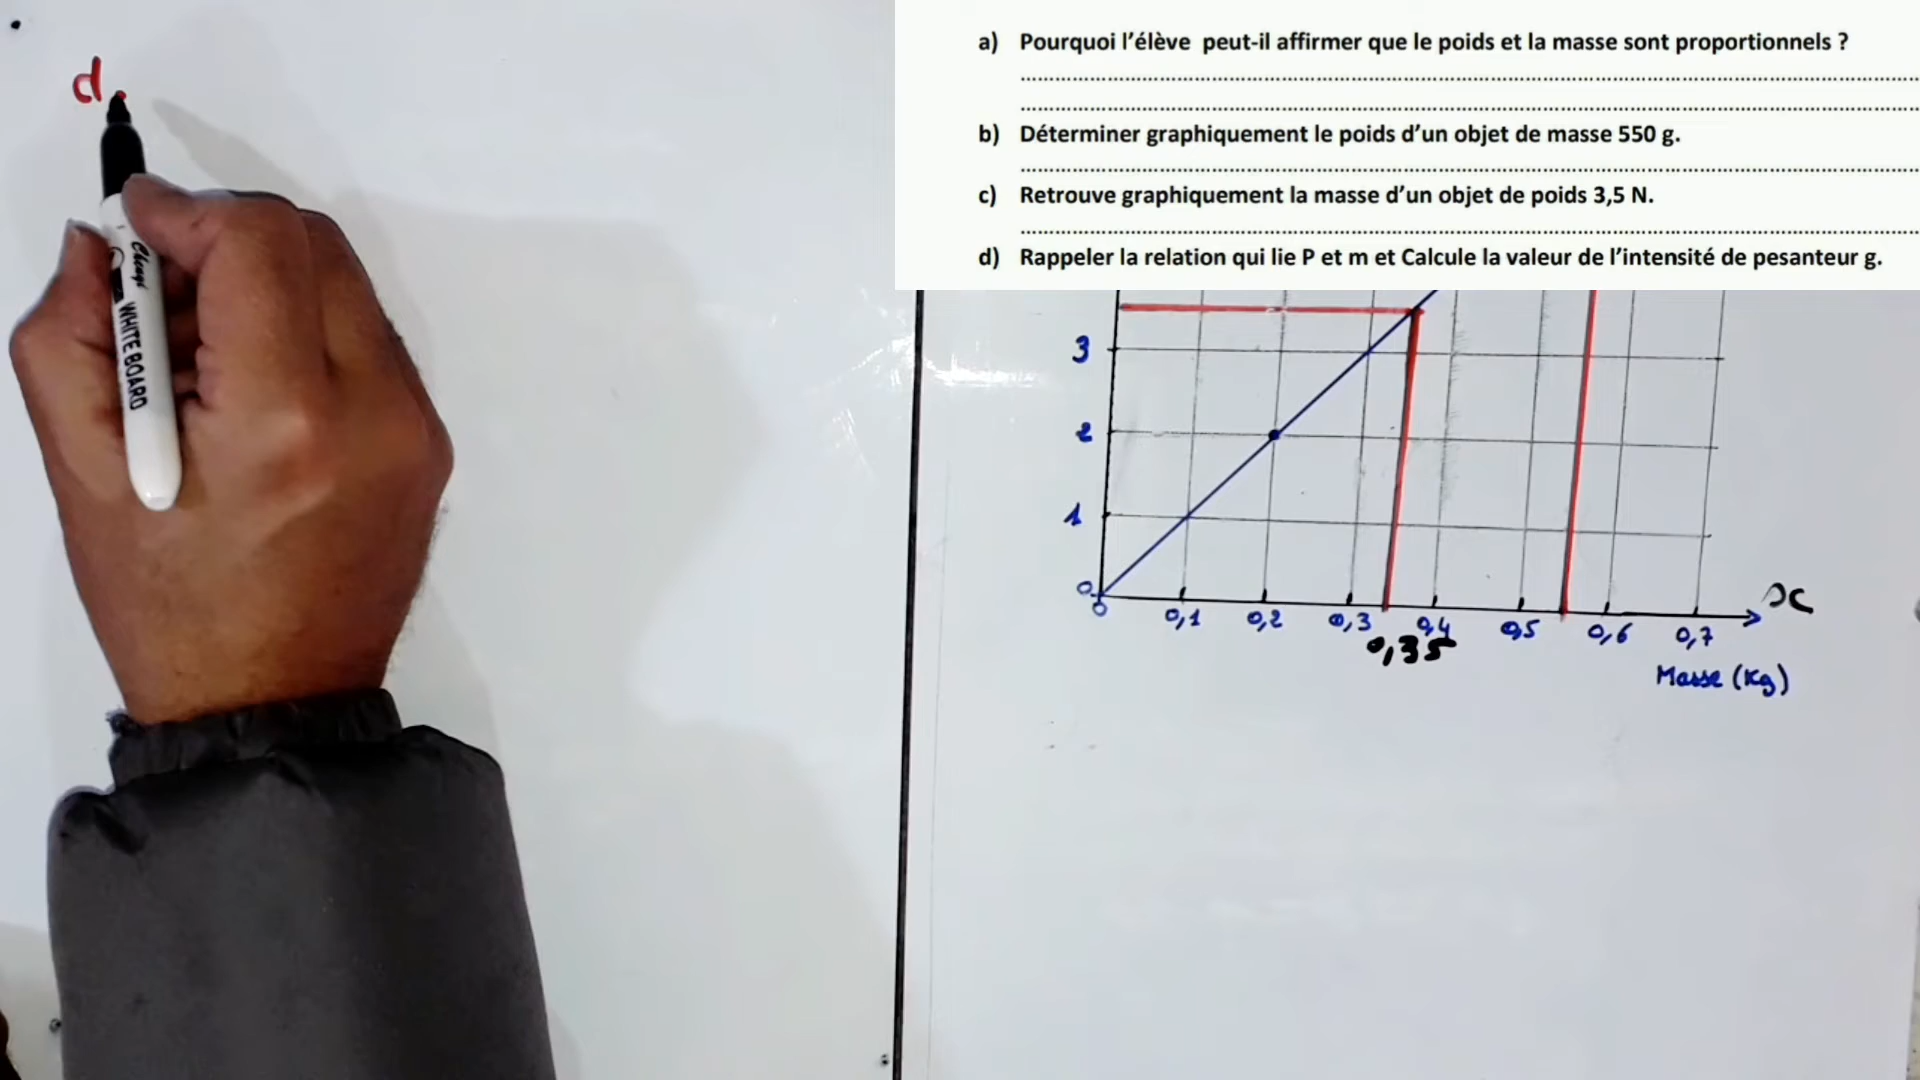 d.
Chengı
WHITE BOARD
a) Pourquoi l’élève peut-il affirmer que le poids et la masse sont proportionnels ?
b) Déterminer graphiquement le poids d’un objet de masse 550 g.
c) Retrouve graphiquement la masse d’un objet de poids 3,5 N.
d) Rappeler la relation qui lie P et m et Calcule la valeur de l’intensité de pesanteur g.
3
2
1
0
0 0,1 0,2 0,3 0,4 0,5 0,6 0,7
x
0,35
Masse (Kg)